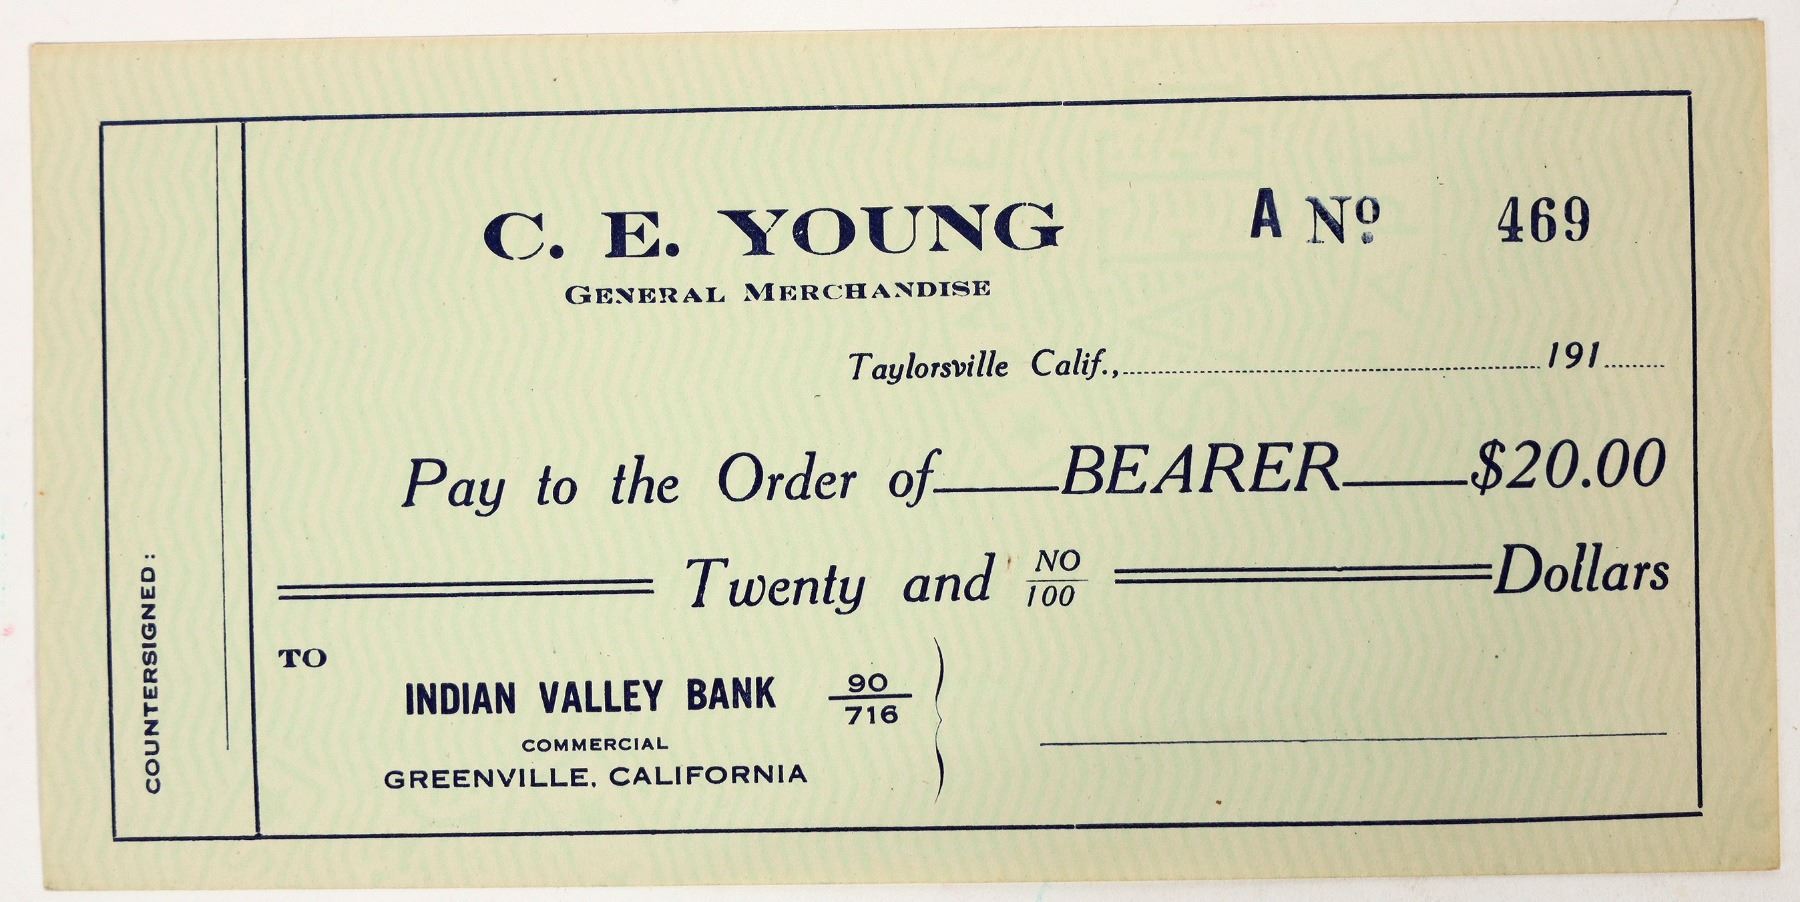 C. E. YOUNG
GENERAL MERCHANDISE
A Nº 469
Taylorsville Calif., 191
Pay to the Order of BEARER $20.00
Twenty and NO/100 Dollars
TO
INDIAN VALLEY BANK 90/716
COMMERCIAL
GREENVILLE, CALIFORNIA
COUNTERSIGNED: